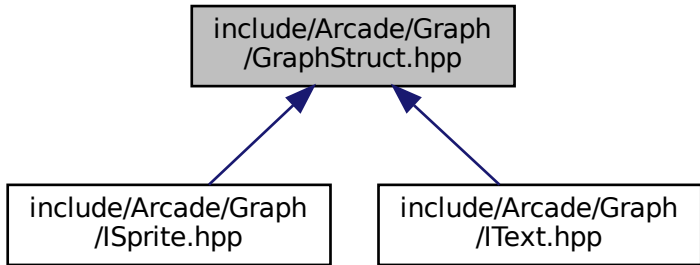 include/Arcade/Graph
/GraphStruct.hpp
include/Arcade/Graph
/ISprite.hpp
include/Arcade/Graph
/IText.hpp